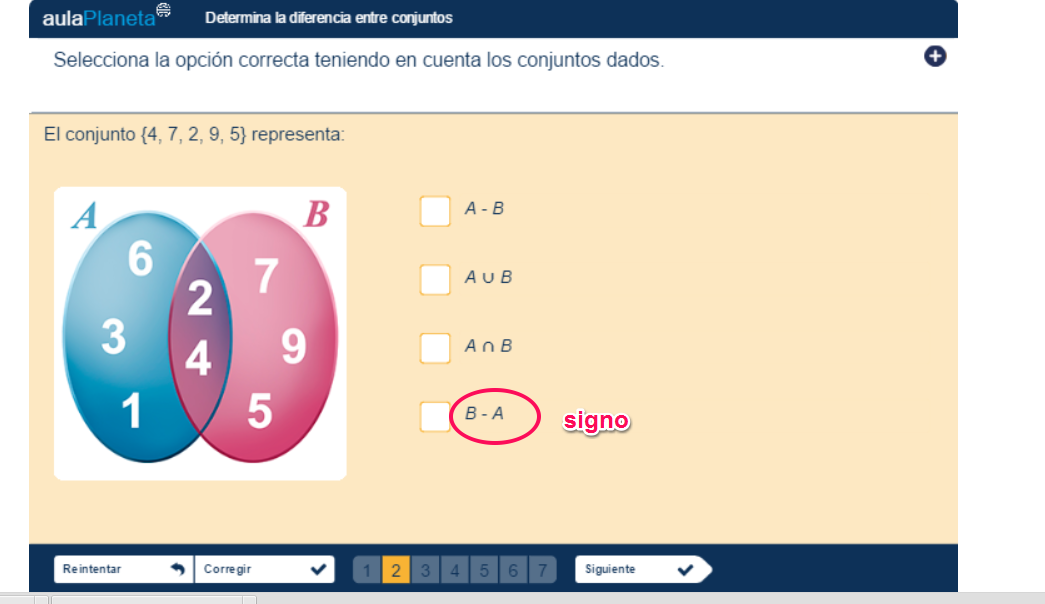 aulaPlaneta Determina la diferencia entre conjuntos
Selecciona la opción correcta teniendo en cuenta los conjuntos dados.
El conjunto {4, 7, 2, 9, 5} representa:
A B
6
7
2
3
9
4
1
5
A - B
A ∪ B
A ∩ B
B - A signo
Reintentar Corregir 1 2 3 4 5 6 7 Siguiente